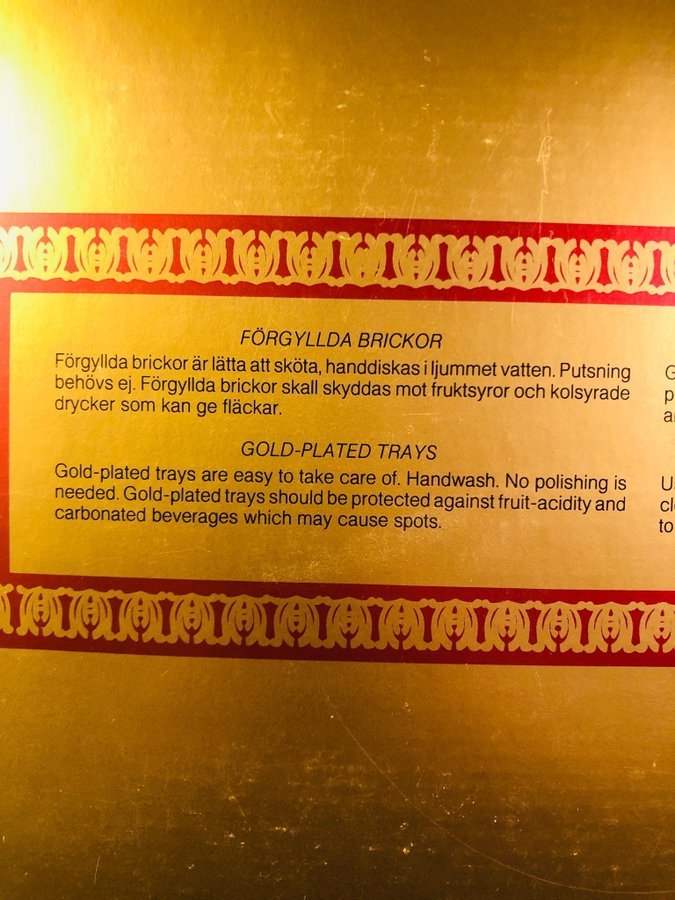 FÖRGYLLDA BRICKOR
Förgyllda brickor är lätta att sköta, handdiskas i ljummet vatten. Putsning
behövs ej. Förgyllda brickor skall skyddas mot fruktsyror och kolsyrade
drycker som kan ge fläckar.
GOLD-PLATED TRAYS
Gold-plated trays are easy to take care of. Handwash. No polishing is
needed. Gold-plated trays should be protected against fruit-acidity and
carbonated beverages which may cause spots.
to